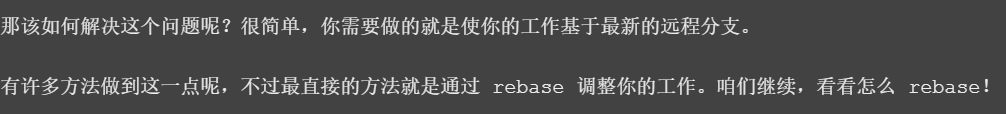 那该如何解决这个问题呢？很简单，你需要做的就是使你的工作基于最新的远程分支。
有许多方法做到这一点呢，不过最直接的方法就是通过 rebase 调整你的工作。咱们继续，看看怎么 rebase！